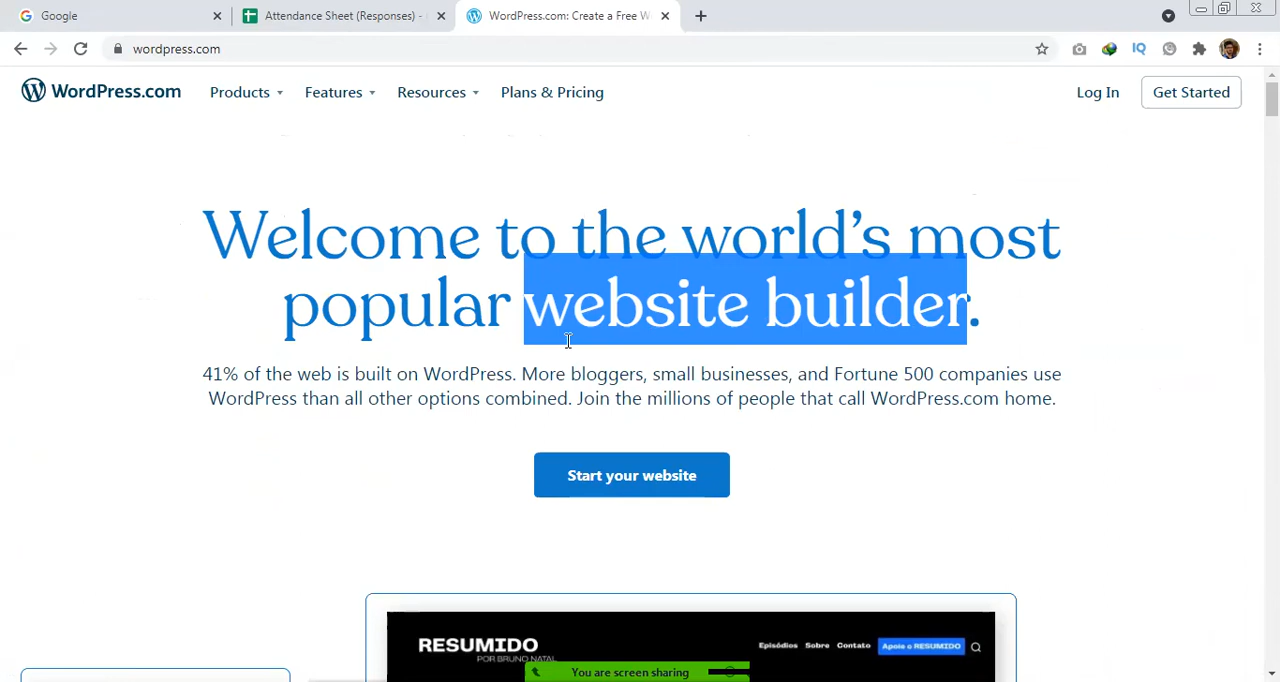 Google
Attendance Sheet (Responses) -
WordPress.com: Create a Free W
wordpress.com
IQ
WordPress.com
Products
Features
Resources
Plans & Pricing
Log In
Get Started
Welcome to the world's most
popular website builder.
41% of the web is built on WordPress. More bloggers, small businesses, and Fortune 500 companies use
WordPress than all other options combined. Join the millions of people that call WordPress.com home.
Start your website
RESUMIDO
POR BRUNO NATAL
Episódios
Sobre
Contato
Apoie o RESUMIDO
You are screen sharing